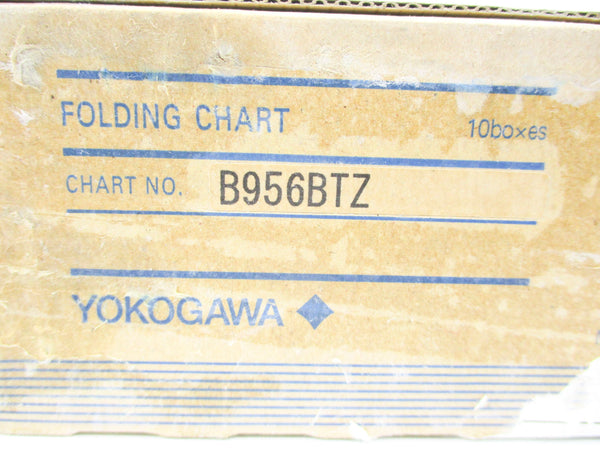 FOLDING CHART 10boxes
CHART NO. B956BTZ
YOKOGAWA